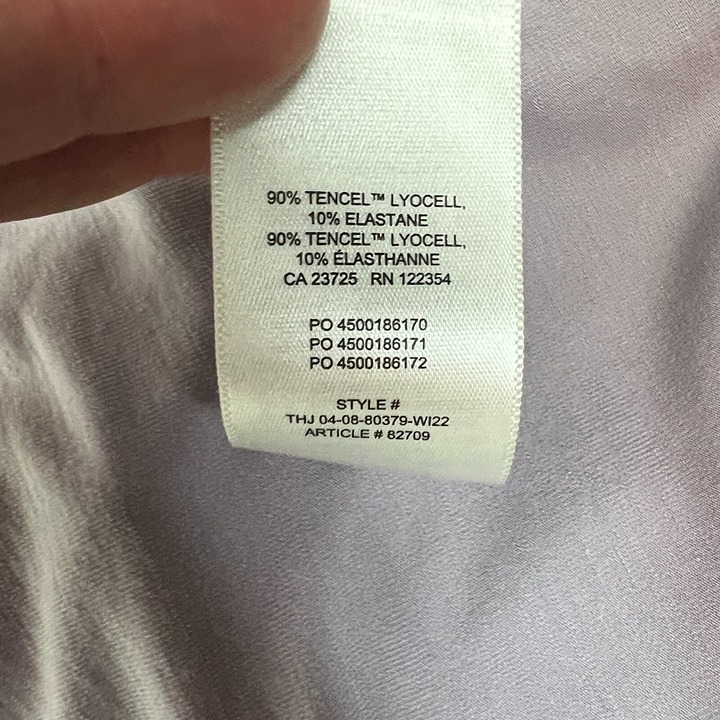 90% TENCEL™ LYOCELL,
10% ELASTANE
90% TENCEL™ LYOCELL,
10% ÉLASTHANNE
CA 23725 RN 122354
PO 4500186170
PO 4500186171
PO 4500186172
STYLE #
THJ 04-08-80379-WI22
ARTICLE # 82709